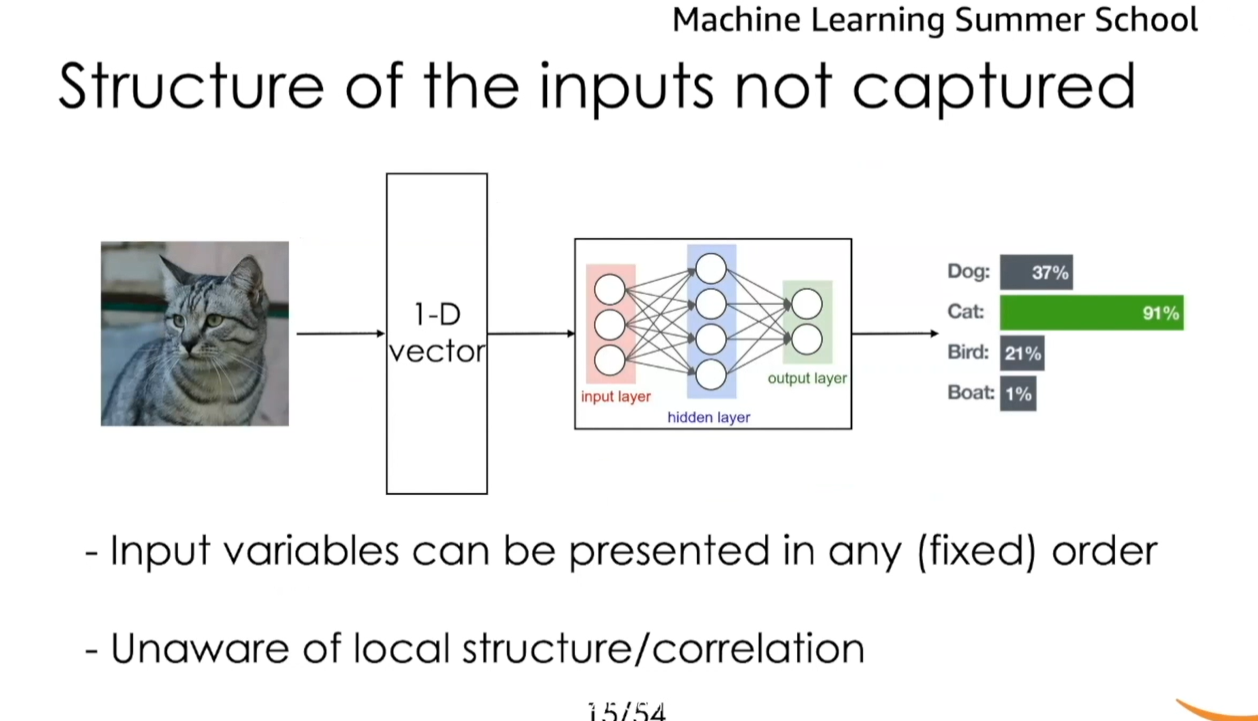 Machine Learning Summer School
Structure of the inputs not captured
1-D
vector
input layer
hidden layer
output layer
Dog: 37%
Cat: 91%
Bird: 21%
Boat: 1%
- Input variables can be presented in any (fixed) order
- Unaware of local structure/correlation
15/54